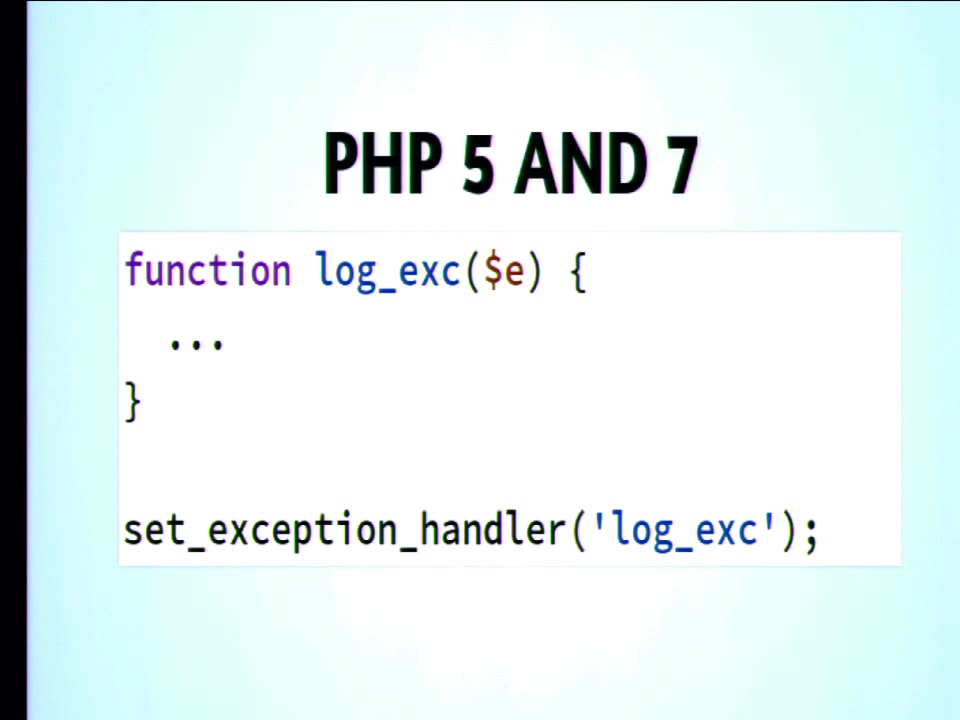 PHP 5 AND 7
function log_exc($e) {
  ...
}
set_exception_handler('log_exc');